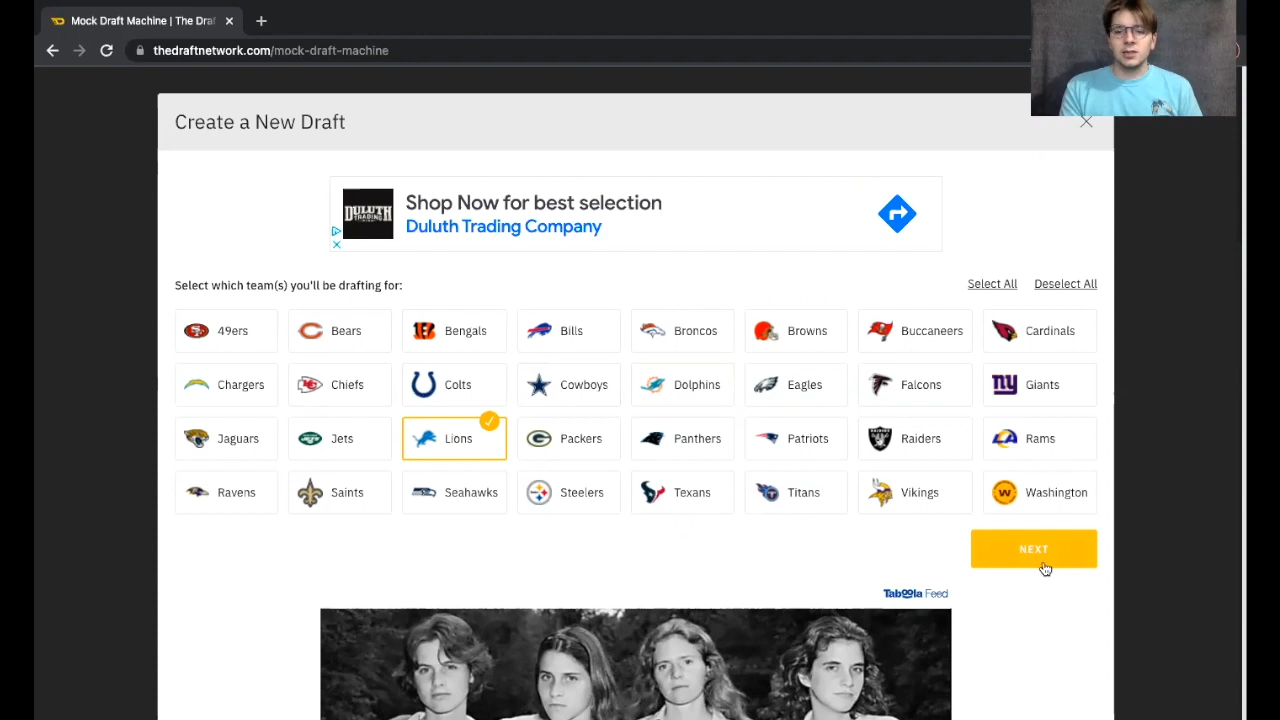 Mock Draft Machine | The Draf
thedraftnetwork.com/mock-draft-machine
Create a New Draft
DULUTH
TRADING
Shop Now for best selection
Duluth Trading Company
Select which team(s) you'll be drafting for:
Select All
Deselect All
49ers
Bears
Bengals
Bills
Broncos
Browns
Buccaneers
Cardinals
Chargers
Chiefs
Colts
Cowboys
Dolphins
Eagles
Falcons
Giants
Jaguars
Jets
Lions
Packers
Panthers
Patriots
Raiders
Rams
Ravens
Saints
Seahawks
Steelers
Texans
Titans
Vikings
Washington
NEXT
Taboola Feed